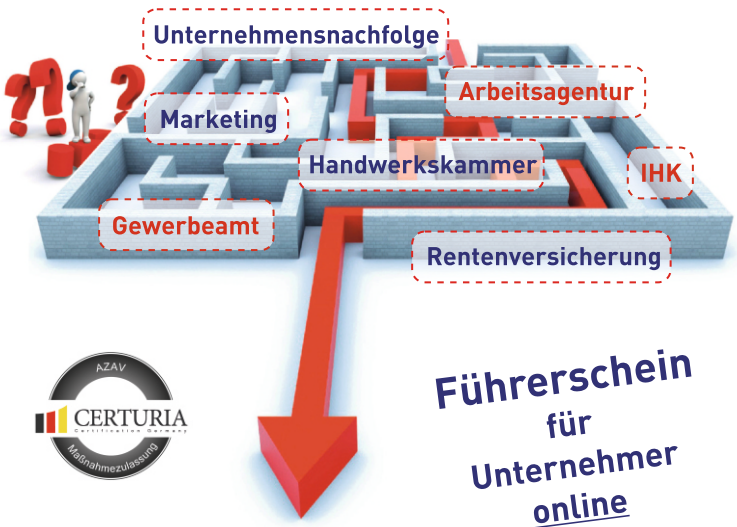 Unternehmensnachfolge
Arbeitsagentur
Marketing
Handwerkskammer
IHK
Gewerbeamt
Rentenversicherung
AZAV
CERTURIA
Certification Germany
Maßnahmezulassung
Führerschein
für
Unternehmer
online